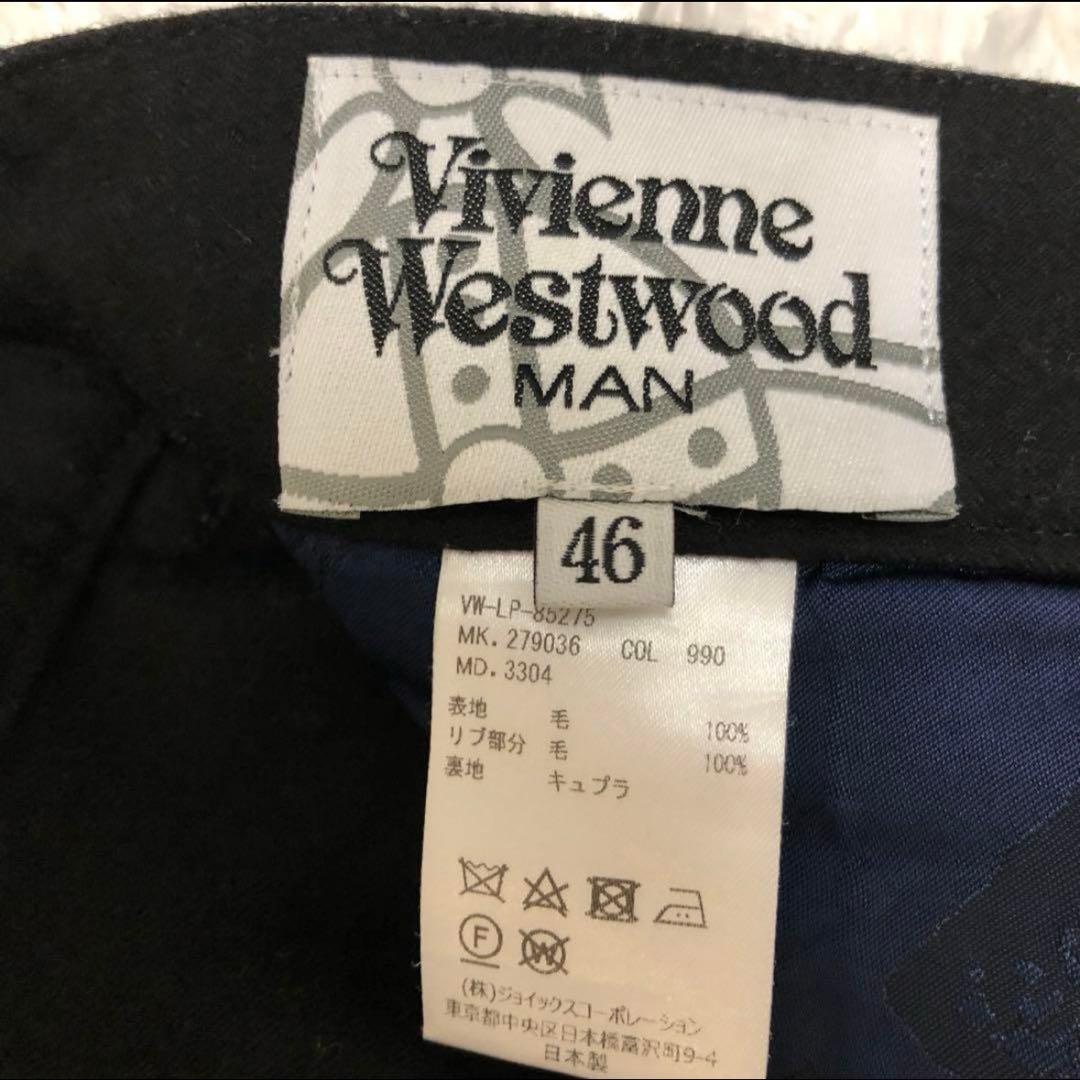 Vivienne
Westwood
MAN
46
VW-LP-85275
MK. 279036 COL 990
MD. 3304
表地 毛 100%
リブ部分 毛 100%
裏地 キュプラ
F
W
(株)ジョイックスコーポレーション
東京都中央区日本橋富沢町9-4
日本製